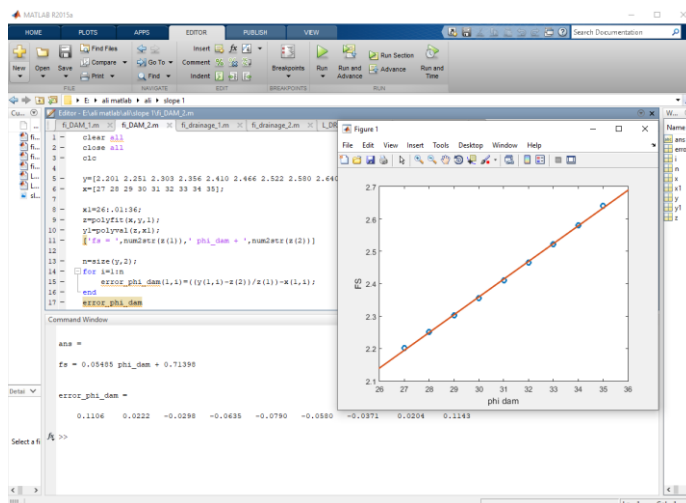 MATLAB R2015a
HOME PLOTS APPS EDITOR PUBLISH VIEW
Search Documentation
New Open Save Find Files Compare Print
Go To Find
Insert fx
Comment
Indent
Breakpoints
Run Run and Advance Run Section Advance Run and Time
FILE NAVIGATE EDIT BREAKPOINTS RUN
E: ali matlab ali slope 1
Cu...
Editor - E:\ali matlab\ali\slope 1\fi_DAM_2.m
W...
fi_DAM_1.m fi_DAM_2.m fi_drainage_1.m fi_drainage_2.m
1 clear all
2 close all
3 clc
4
5 y=[2.201 2.251 2.303 2.356 2.410 2.466 2.522 2.580 2.640
6 x=[27 28 29 30 31 32 33 34 35];
7
8 x1=26:.01:36;
9 z=polyfit(x,y,1);
10 y1=polyval(z,x1);
11 ['fs = ',num2str(z(1)),' phi_dam + ',num2str(z(2))]
12
13 n=size(y,2);
14 for i=1:n
15 error_phi_dam(1,i)=((y(1,i)-z(2))/z(1))-x(1,i);
16 end
17 error_phi_dam
Name
ans
i
n
x
x1
y
y1
z
Figure 1
File Edit View Insert Tools Desktop Window Help
2.7
2.6
2.5
2.4
2.3
2.2
2.1
FS
26 27 28 29 30 31 32 33 34 35 36
phi dam
Command Window
ans =
fs = 0.05485 phi_dam + 0.71398
error_phi_dam =
0.1106 0.0222 -0.0298 -0.0635 -0.0790 -0.0580 -0.0371 0.0204 0.1143
fx >>
Select a fi